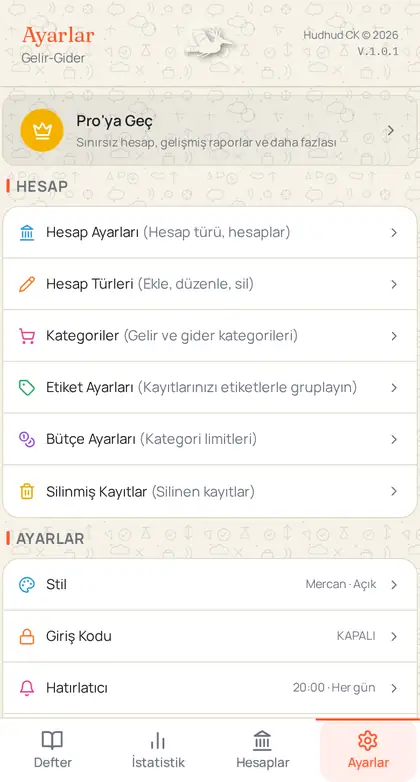 Ayarlar
Gelir-Gider
Hudhud CK © 2026
V.1.0.1
Pro'ya Geç
Sınırsız hesap, gelişmiş raporlar ve daha fazlası
HESAP
Hesap Ayarları (Hesap türü, hesaplar)
Hesap Türleri (Ekle, düzenle, sil)
Kategoriler (Gelir ve gider kategorileri)
Etiket Ayarları (Kayıtlarınızı etiketlerle gruplayın)
Bütçe Ayarları (Kategori limitleri)
Silinmiş Kayıtlar (Silinen kayıtlar)
AYARLAR
Stil Mercan · Açık
Giriş Kodu KAPALI
Hatırlatıcı 20:00 · Her gün
Defter İstatistik Hesaplar Ayarlar